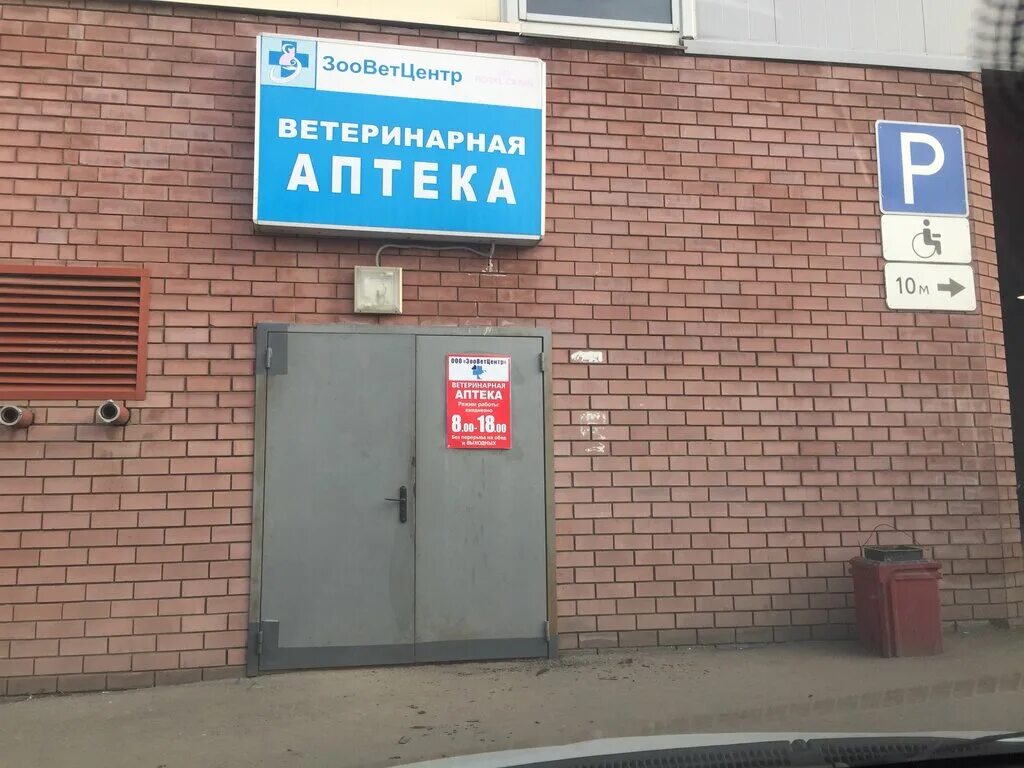 ЗооВетЦентр
ВЕТЕРИНАРНАЯ
АПТЕКА
ООО «ЗооВетЦентр»
ВЕТЕРИНАРНАЯ
АПТЕКА
Режим работы:
ежедневно
8.00-18.00
Без перерыва на обед
и ВЫХОДНЫХ
P
10м